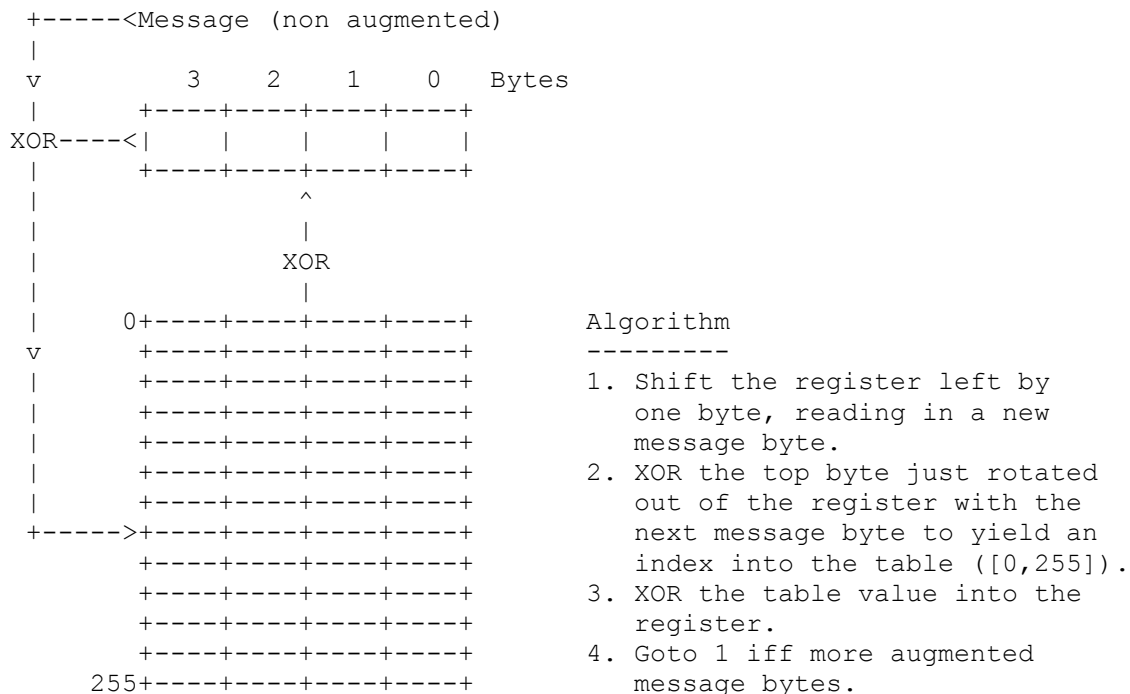 +-----<Message (non augmented)
|
v         3    2    1    0  Bytes
|      +----+----+----+----+
XOR----<|    |    |    |    |
|      +----+----+----+----+
|                ^
|                |
|               XOR
|                |
|     0+----+----+----+----+       Algorithm
v      +----+----+----+----+       ---------
|      +----+----+----+----+       1. Shift the register left by
|      +----+----+----+----+          one byte, reading in a new
|      +----+----+----+----+          message byte.
|      +----+----+----+----+       2. XOR the top byte just rotated
|      +----+----+----+----+          out of the register with the
+----->+----+----+----+----+          next message byte to yield an
       +----+----+----+----+          index into the table ([0,255]).
       +----+----+----+----+       3. XOR the table value into the
       +----+----+----+----+          register.
       +----+----+----+----+       4. Goto 1 iff more augmented
    255+----+----+----+----+          message bytes.